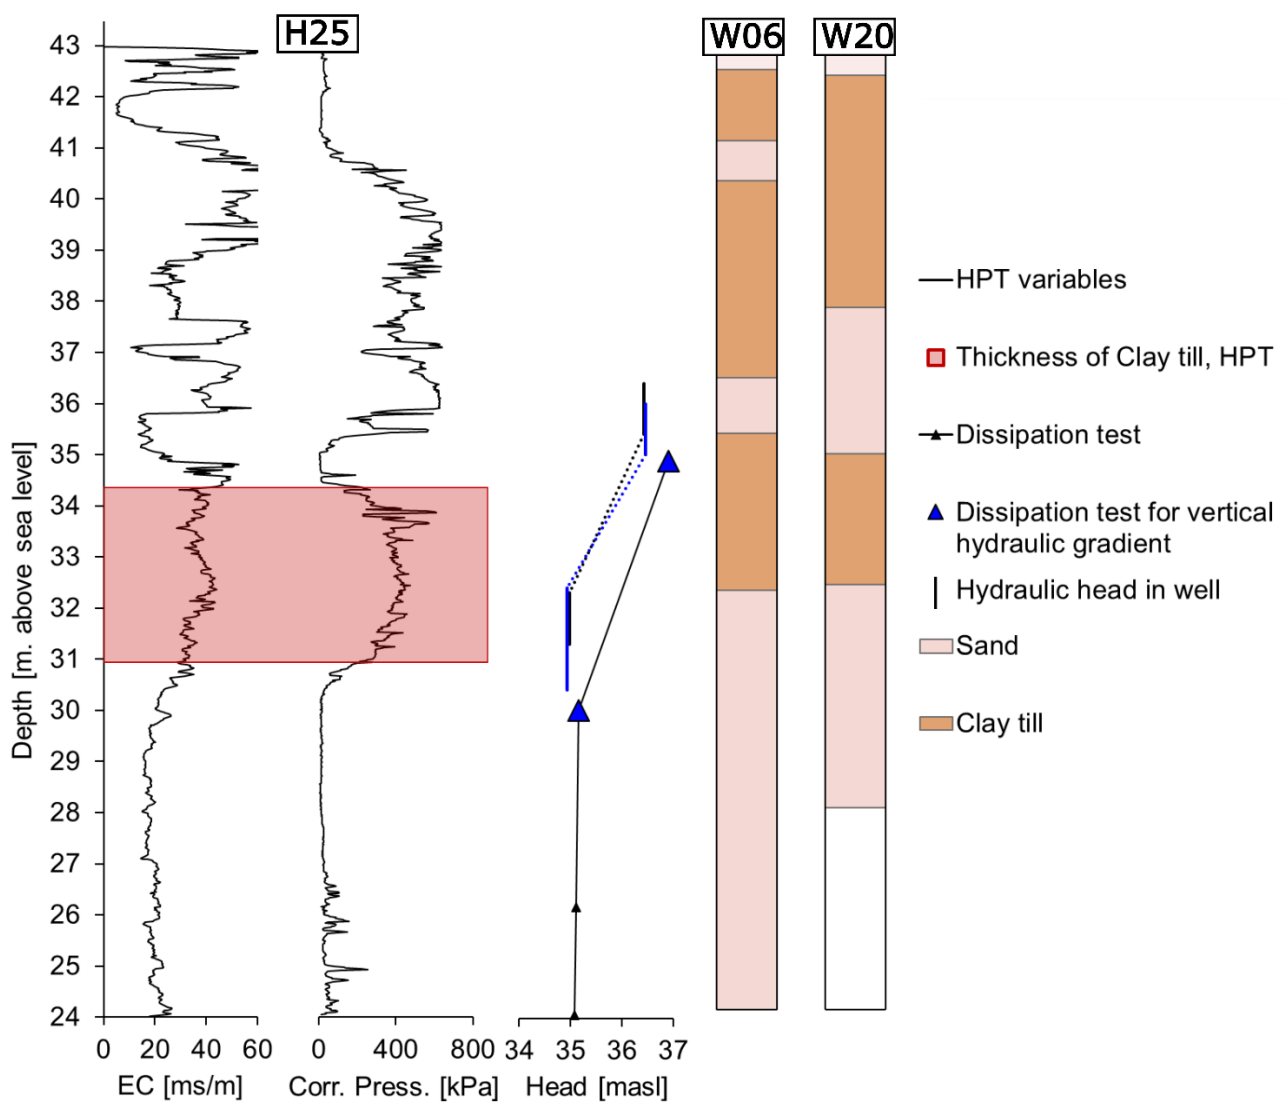 H25
W06
W20
43
42
41
40
39
38
37
36
35
34
33
32
31
30
29
28
27
26
25
24
Depth [m. above sea level]
0 20 40 60
EC [ms/m]
0 400 800
Corr. Press. [kPa]
34 35 36 37
Head [masl]
HPT variables
Thickness of Clay till, HPT
Dissipation test
Dissipation test for vertical
hydraulic gradient
Hydraulic head in well
Sand
Clay till